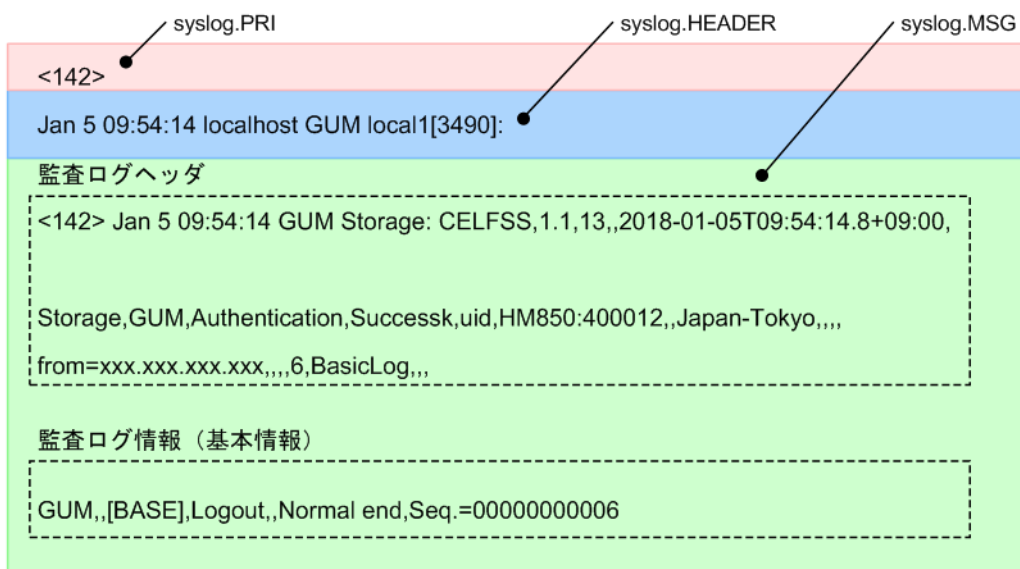 syslog.PRI
syslog.HEADER
syslog.MSG
<142>
Jan 5 09:54:14 localhost GUM local1[3490]:
監査ログヘッダ
<142> Jan 5 09:54:14 GUM Storage: CELFSS,1.1,13,,2018-01-05T09:54:14.8+09:00,
Storage,GUM,Authentication,Successk,uid,HM850:400012,,Japan-Tokyo,,,,
from=xxx.xxx.xxx.xxx,,,,6,BasicLog,,,
監査ログ情報（基本情報）
GUM,,[BASE],Logout,,Normal end,Seq.=00000000006